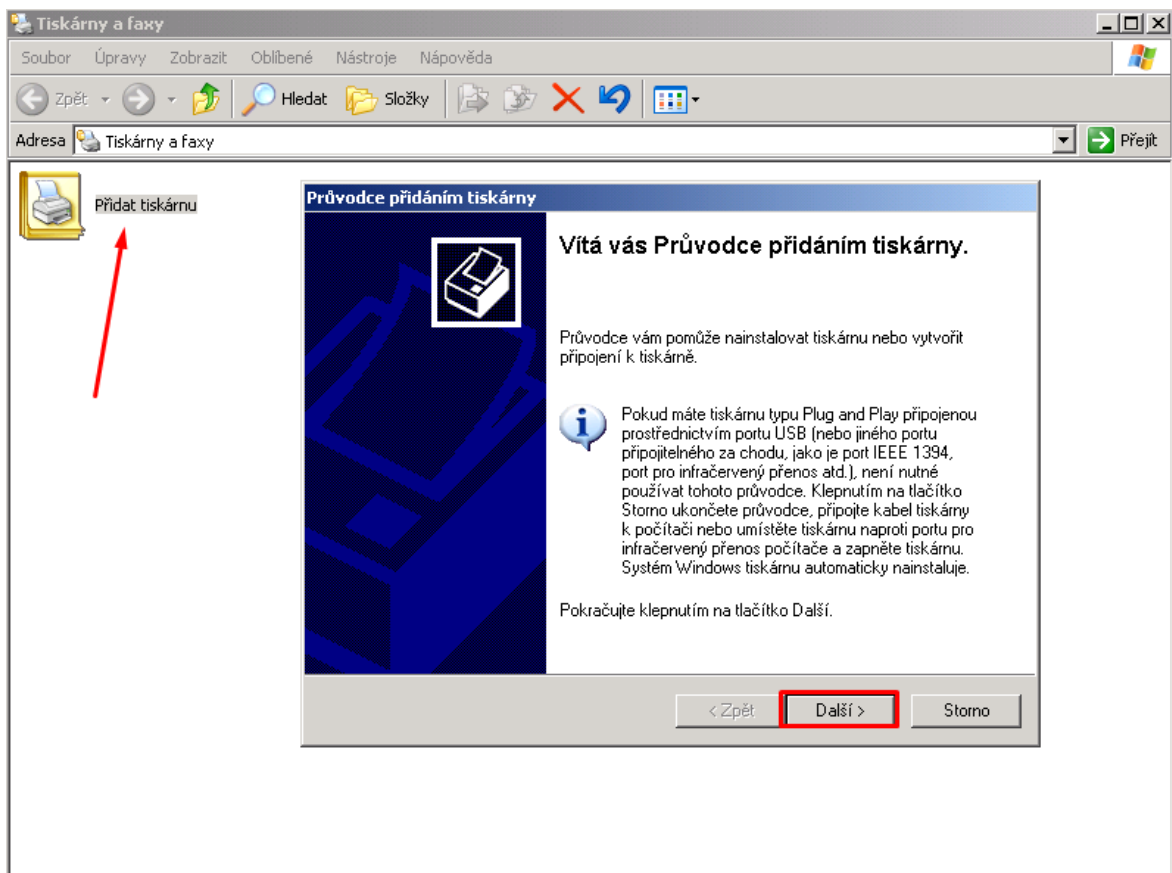 Tiskárny a faxy
Soubor Úpravy Zobrazit Oblíbené Nástroje Nápověda
Zpět Hledat Složky
Adresa Tiskárny a faxy Přejít
Přidat tiskárnu
Průvodce přidáním tiskárny
Vítá vás Průvodce přidáním tiskárny.
Průvodce vám pomůže nainstalovat tiskárnu nebo vytvořit
připojení k tiskárně.
Pokud máte tiskárnu typu Plug and Play připojenou
prostřednictvím portu USB (nebo jiného portu
připojitelného za chodu, jako je port IEEE 1394,
port pro infračervený přenos atd.), není nutné
používat tohoto průvodce. Klepnutím na tlačítko
Storno ukončete průvodce, připojte kabel tiskárny
k počítači nebo umístěte tiskárnu naproti portu pro
infračervený přenos počítače a zapněte tiskárnu.
Systém Windows tiskárnu automaticky nainstaluje.
Pokračujte klepnutím na tlačítko Další.
< Zpět Další > Storno